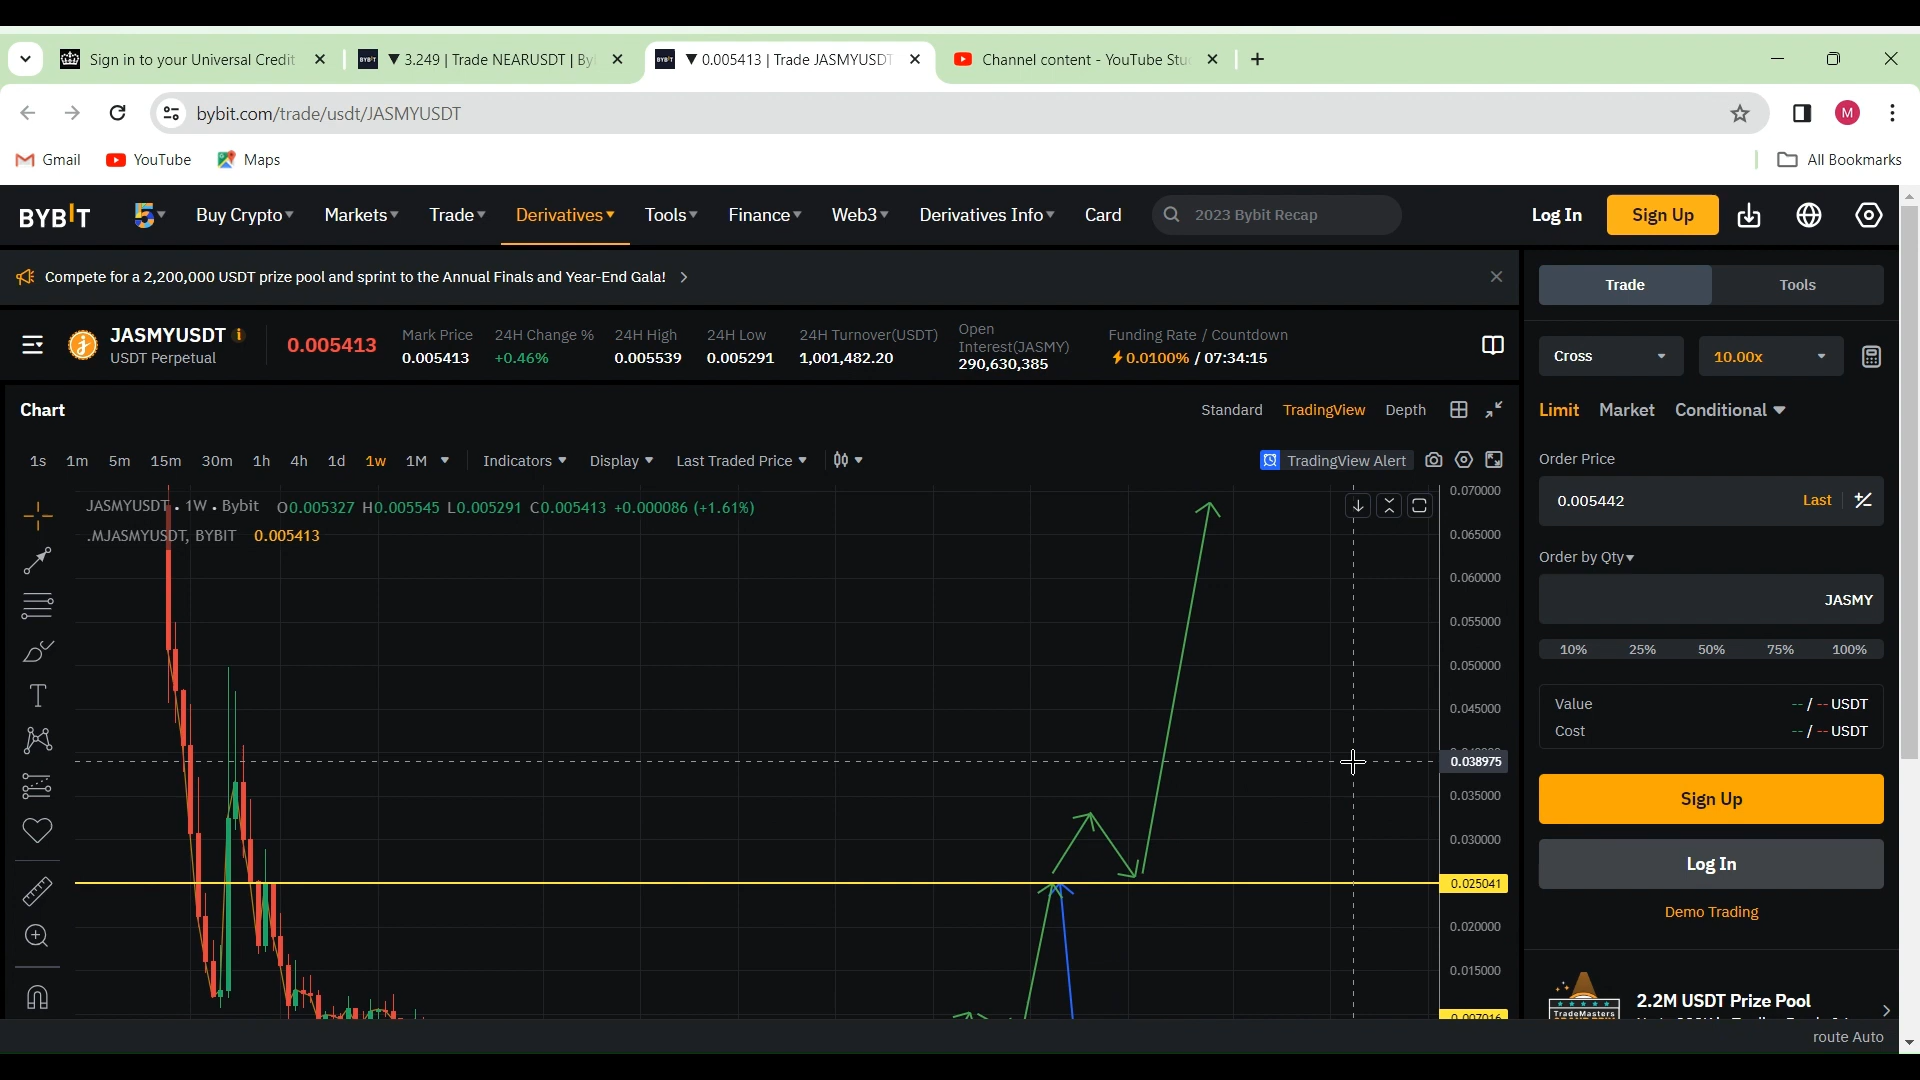 Sign in to your Universal Credit
▼ 3.249 | Trade NEARUSDT | Byb
▼ 0.005413 | Trade JASMYUSDT
Channel content - YouTube Stu
bybit.com/trade/usdt/JASMYUSDT
M
Gmail
YouTube
Maps
All Bookmarks
BYBIT
Buy Crypto
Markets
Trade
Derivatives
Tools
Finance
Web3
Derivatives Info
Card
2023 Bybit Recap
Log In
Sign Up
Compete for a 2,200,000 USDT prize pool and sprint to the Annual Finals and Year-End Gala!
Trade
Tools
JASMYUSDT
USDT Perpetual
0.005413
Mark Price
0.005413
24H Change %
+0.46%
24H High
0.005539
24H Low
0.005291
24H Turnover(USDT)
1,001,482.20
Open
Interest(JASMY)
290,630,385
Funding Rate / Countdown
0.0100% / 07:34:15
Cross
10.00x
Chart
Standard
TradingView
Depth
Limit
Market
Conditional
1s 1m 5m 15m 30m 1h 4h 1d 1w 1M
Indicators
Display
Last Traded Price
TradingView Alert
Order Price
0.005442
Last
JASMYUSDT • 1W • Bybit O0.005327 H0.005545 L0.005291 C0.005413 +0.000086 (+1.61%)
.MJASMYUSDT, BYBIT 0.005413
0.070000
0.065000
0.060000
0.055000
0.050000
0.045000
0.038975
0.035000
0.030000
0.025041
0.020000
0.015000
Order by Qty
JASMY
10% 25% 50% 75% 100%
Value
-- / -- USDT
Cost
-- / -- USDT
Sign Up
Log In
Demo Trading
2.2M USDT Prize Pool
TradeMasters
route Auto